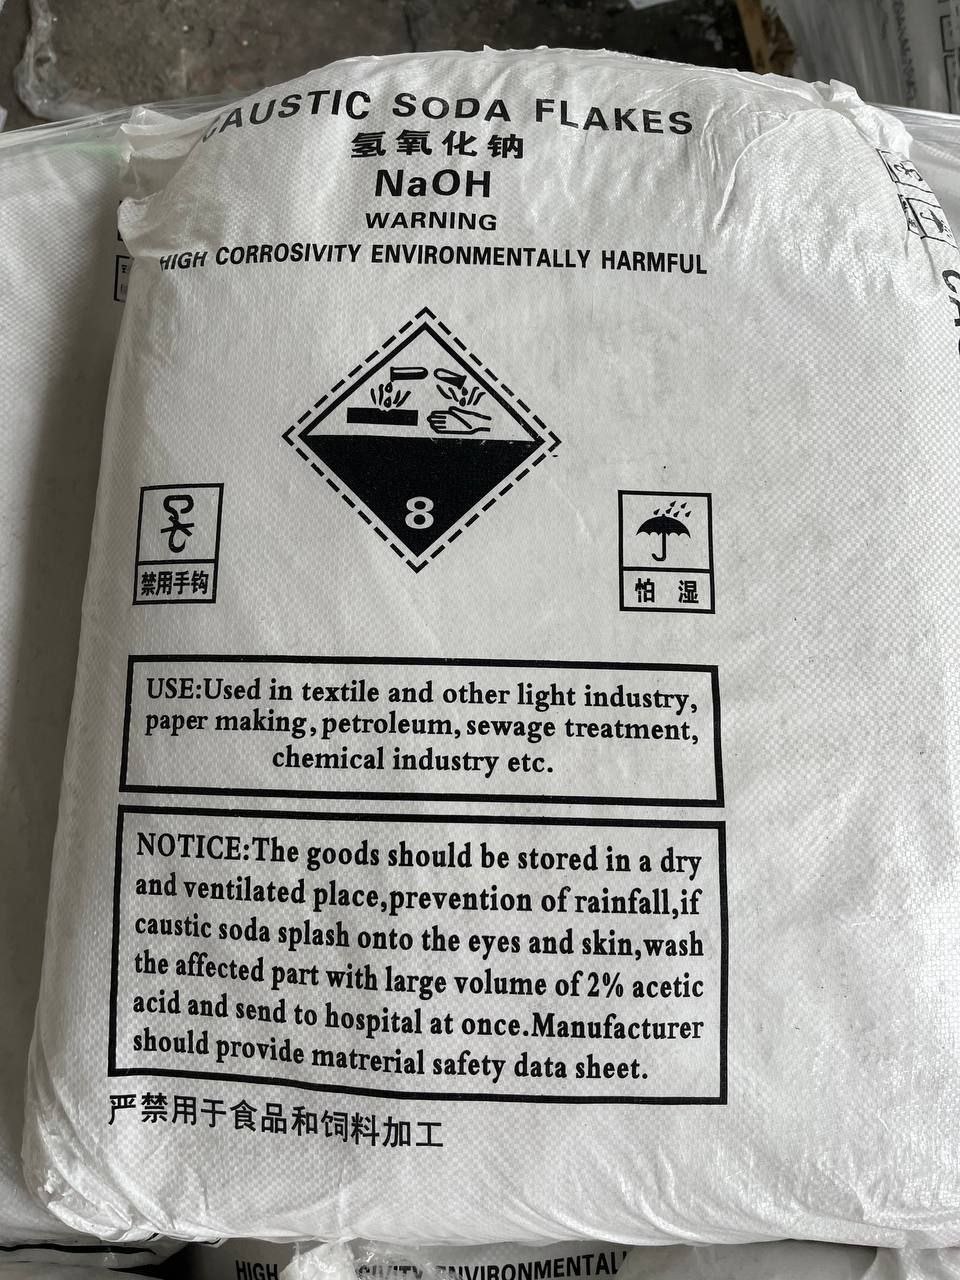 CAUSTIC SODA FLAKES
氢氧化钠
NaOH
WARNING
HIGH CORROSIVITY ENVIRONMENTALLY HARMFUL
8
禁用手钩
怕 湿
USE:Used in textile and other light industry,
paper making,petroleum,sewage treatment,
chemical industry etc.
NOTICE:The goods should be stored in a dry
and ventilated place,prevention of rainfall,if
caustic soda splash onto the eyes and skin,wash
the affected part with large volume of 2% acetic
acid and send to hospital at once.Manufacturer
should provide matrerial safety data sheet.
严禁用于食品和饲料加工
HIGH